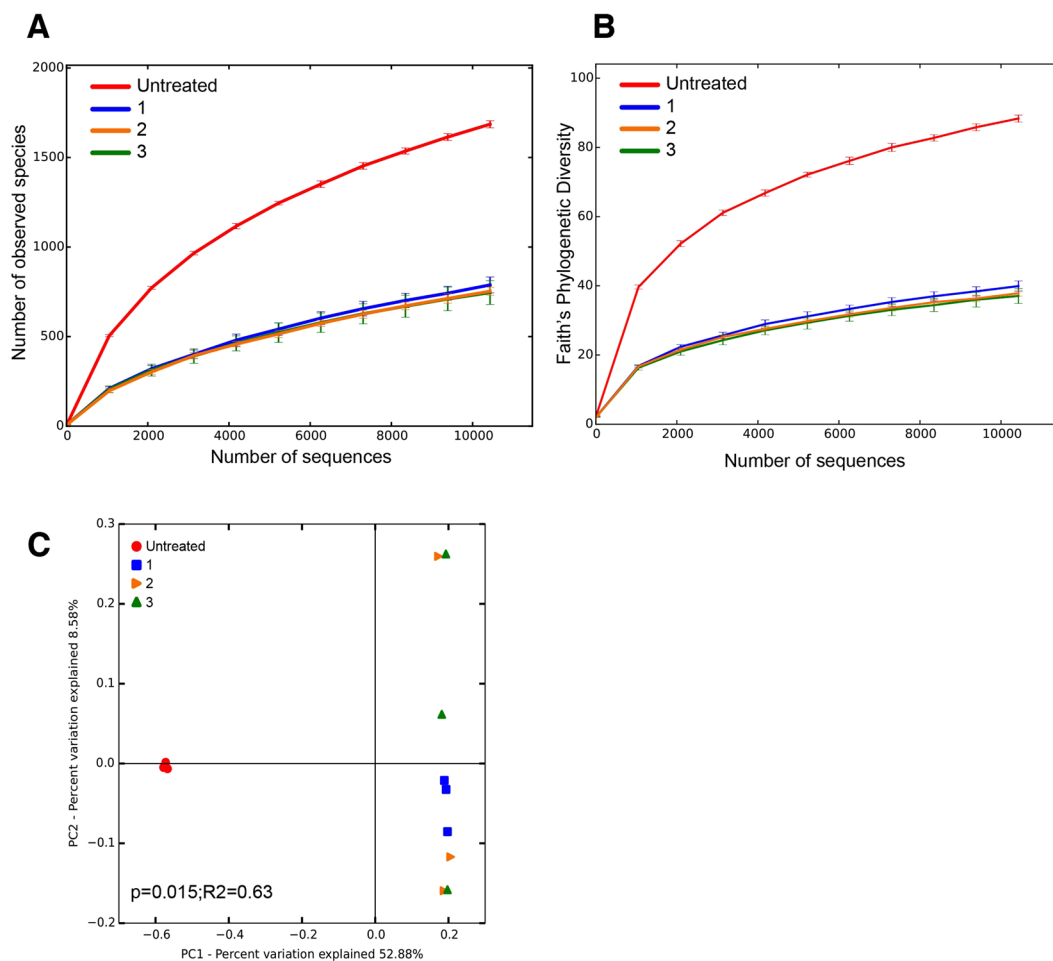 A
Number of observed species
2000
1500
1000
500
0
Untreated
1
2
3
0 2000 4000 6000 8000 10000
Number of sequences
B
Faith's Phylogenetic Diversity
100
80
60
40
20
0
Untreated
1
2
3
0 2000 4000 6000 8000 10000
Number of sequences
C
PC2 - Percent variation explained 8.58%
0.3
0.2
0.1
0.0
−0.1
−0.2
Untreated
1
2
3
p=0.015;R2=0.63
−0.6 −0.4 −0.2 0.0 0.2
PC1 - Percent variation explained 52.88%